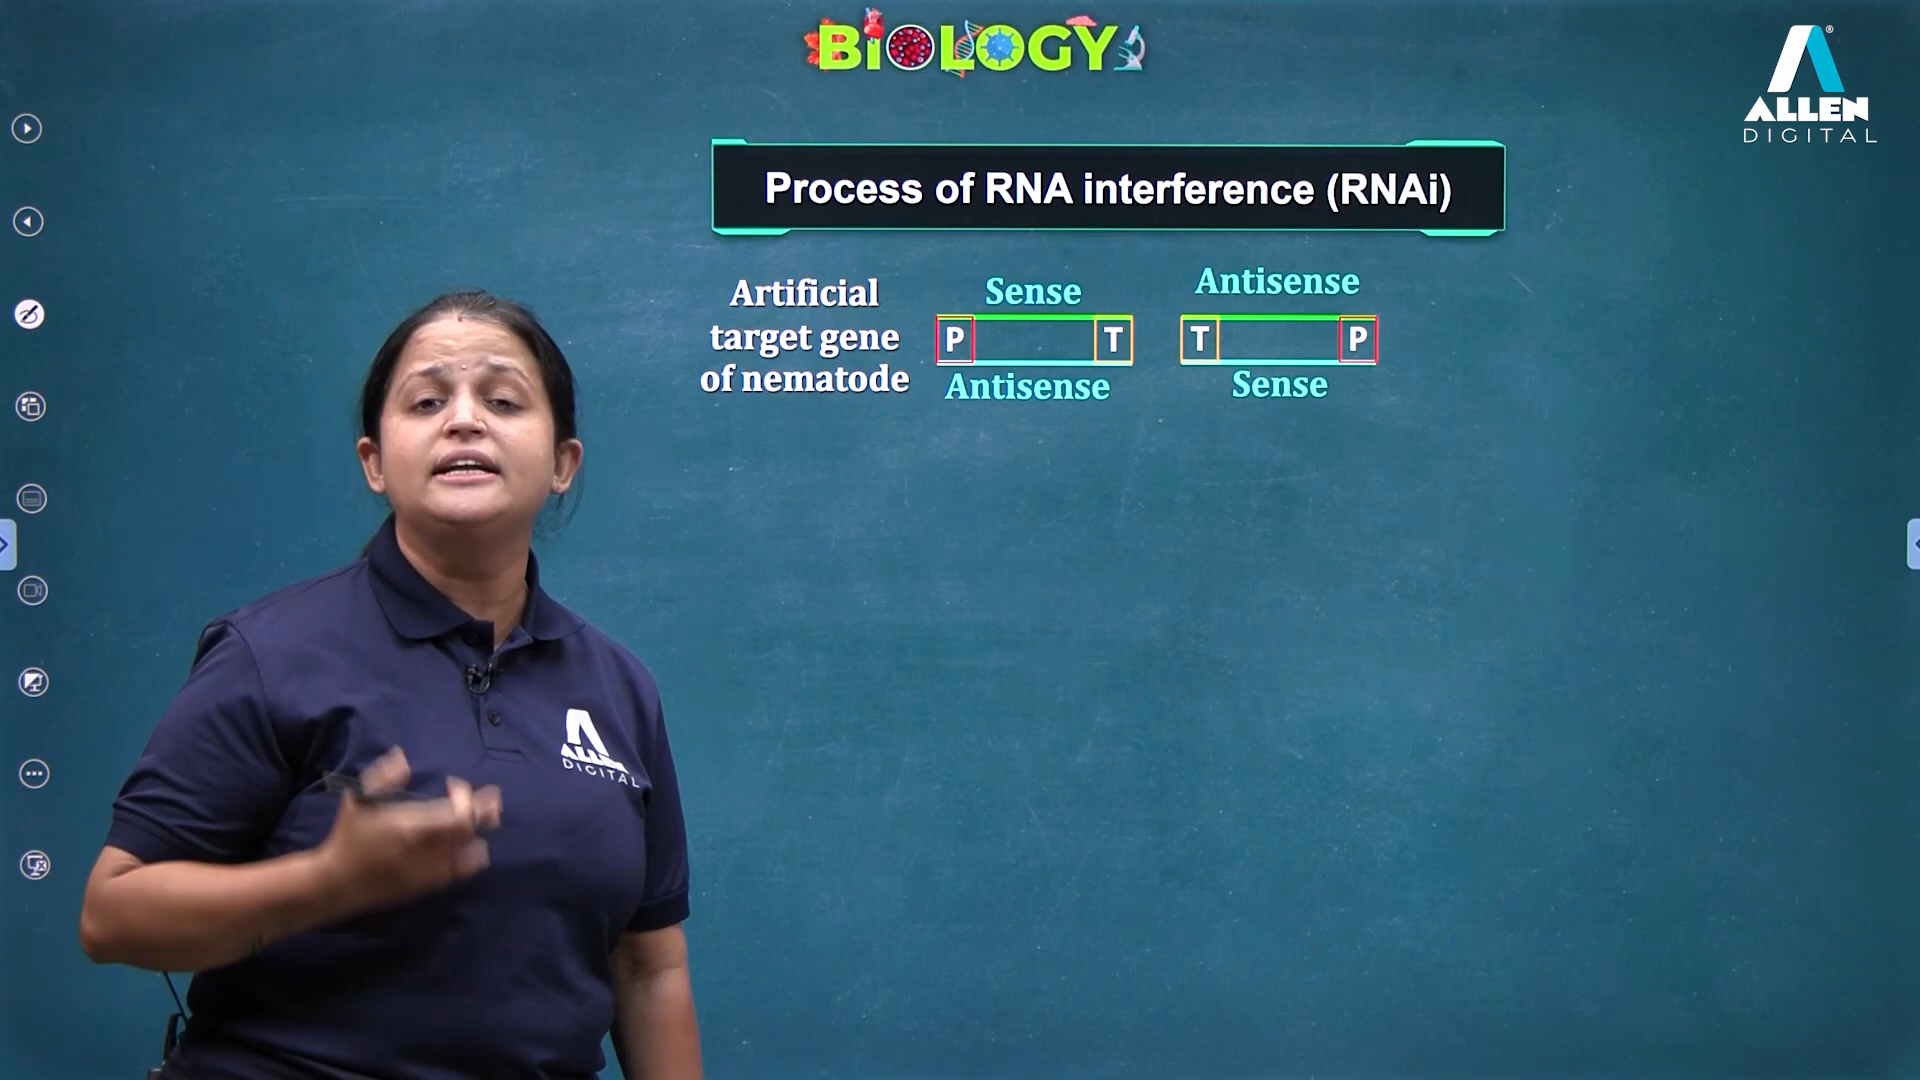 BIOLOGY
ALLEN
DIGITAL
Process of RNA interference (RNAi)
Artificial
target gene
of nematode
Sense
P T
Antisense
Antisense
T P
Sense
ALLEN
DIGITAL